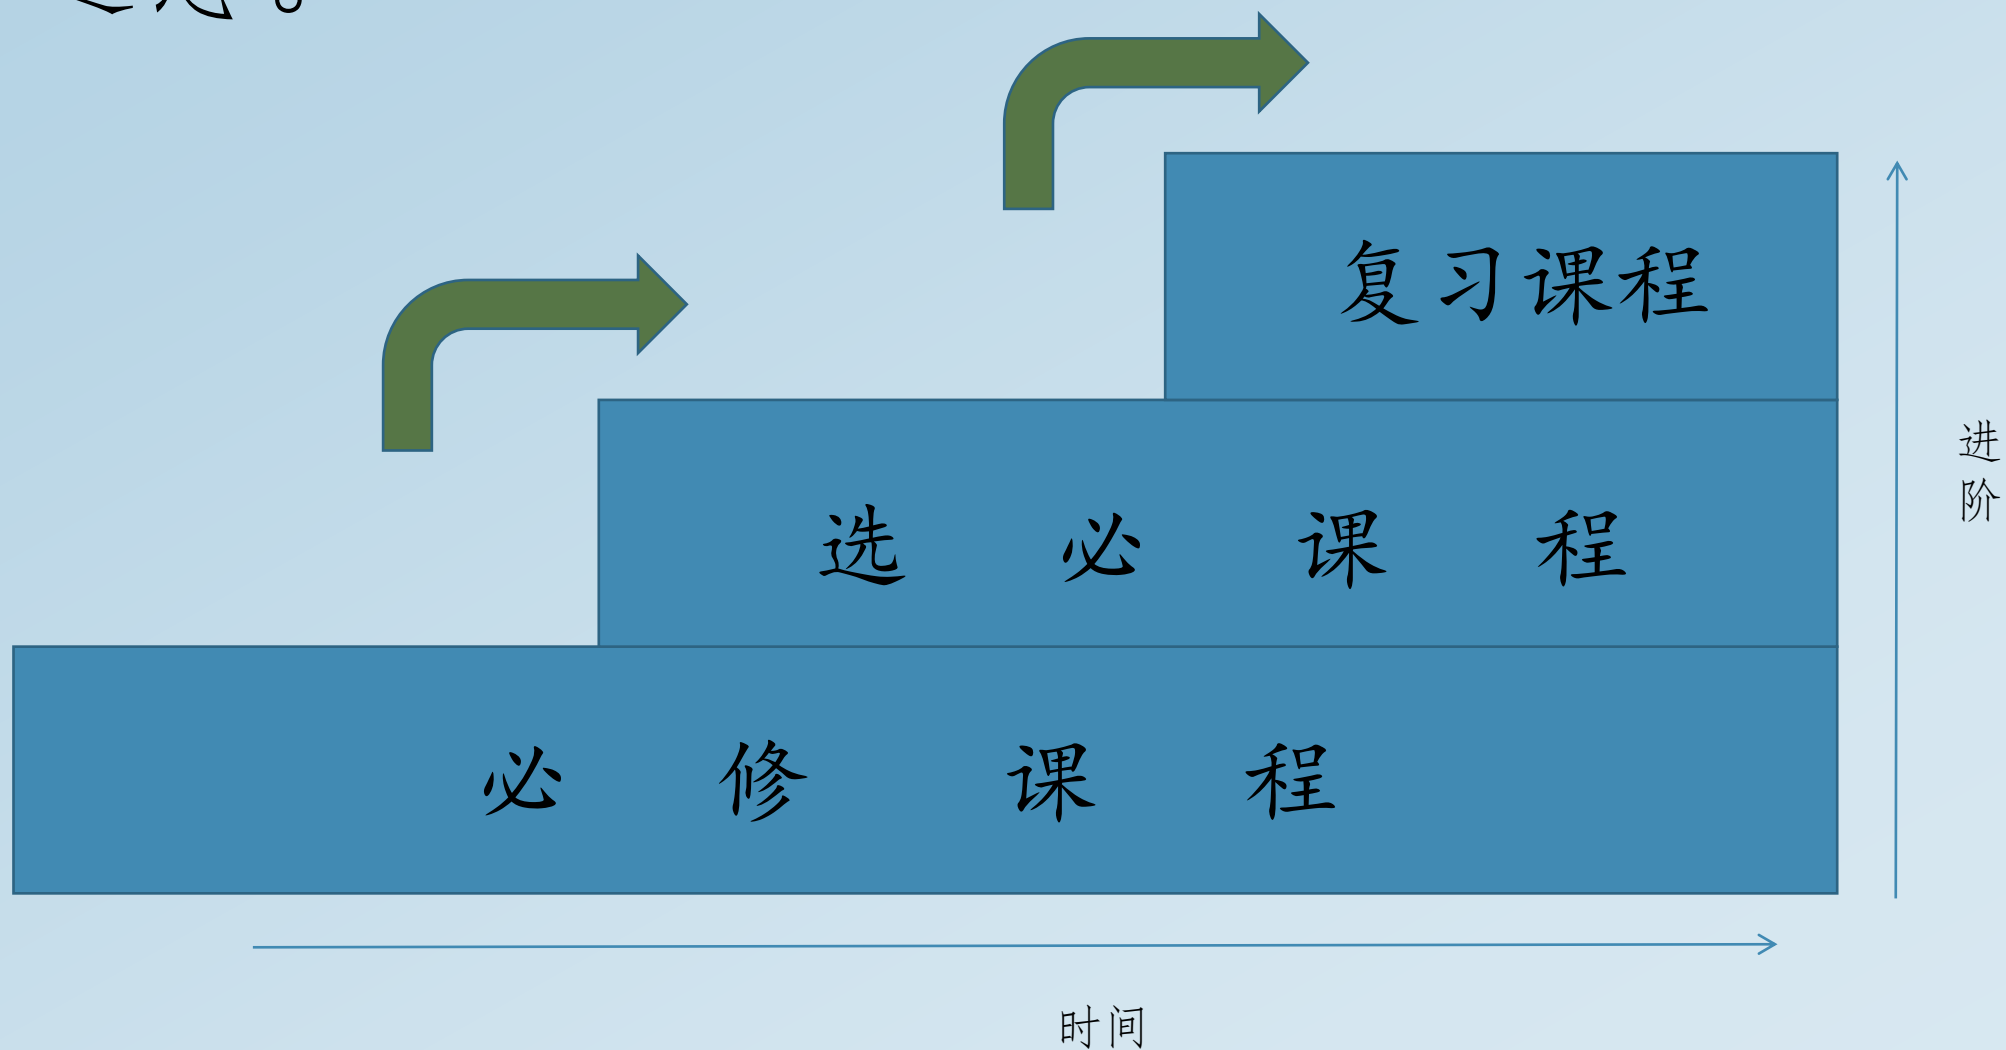 复习课程
进
阶
选 必 课 程
必 修 课 程
时间